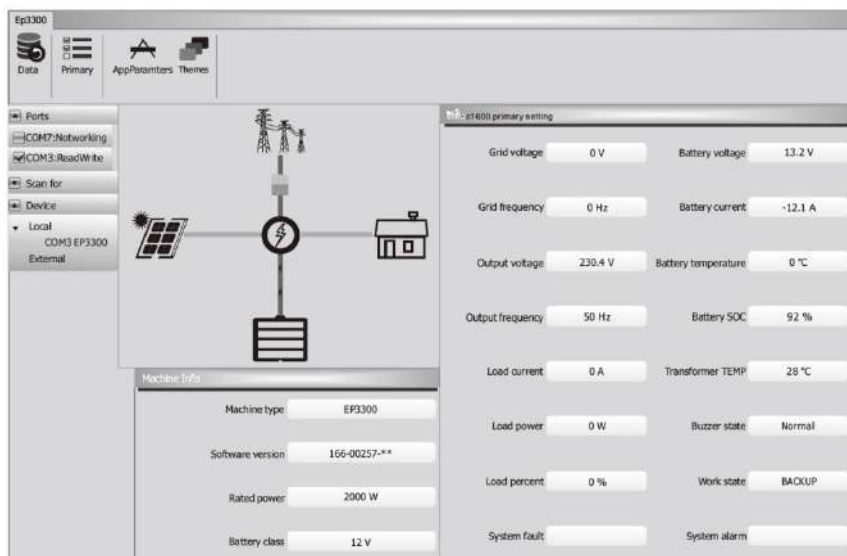 Ep3300
Data
Primary
AppParamters
Themes
Ports
COM7:Notworking
COM3:ReadWrite
Scan for
Device
Local
COM3 EP3300
External
Machine Info
Machine type EP3300
Software version 166-00257-**
Rated power 2000 W
Battery class 12 V
primary setting
Grid voltage 0 V Battery voltage 13.2 V
Grid frequency 0 Hz Battery current -12.1 A
Output voltage 230.4 V Battery temperature 0 ℃
Output frequency 50 Hz Battery SOC 92 %
Load current 0 A Transformer TEMP 28 ℃
Load power 0 W Buzzer state Normal
Load percent 0 % Work state BACKUP
System fault System alarm